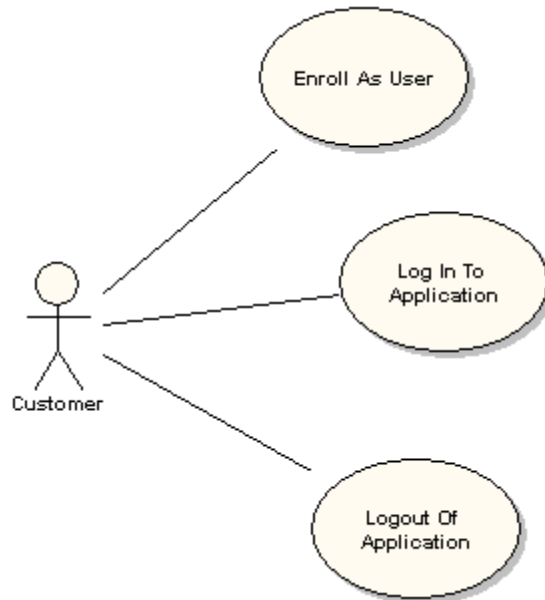 Enroll As User
Log In To
Application
Customer
Logout Of
Application